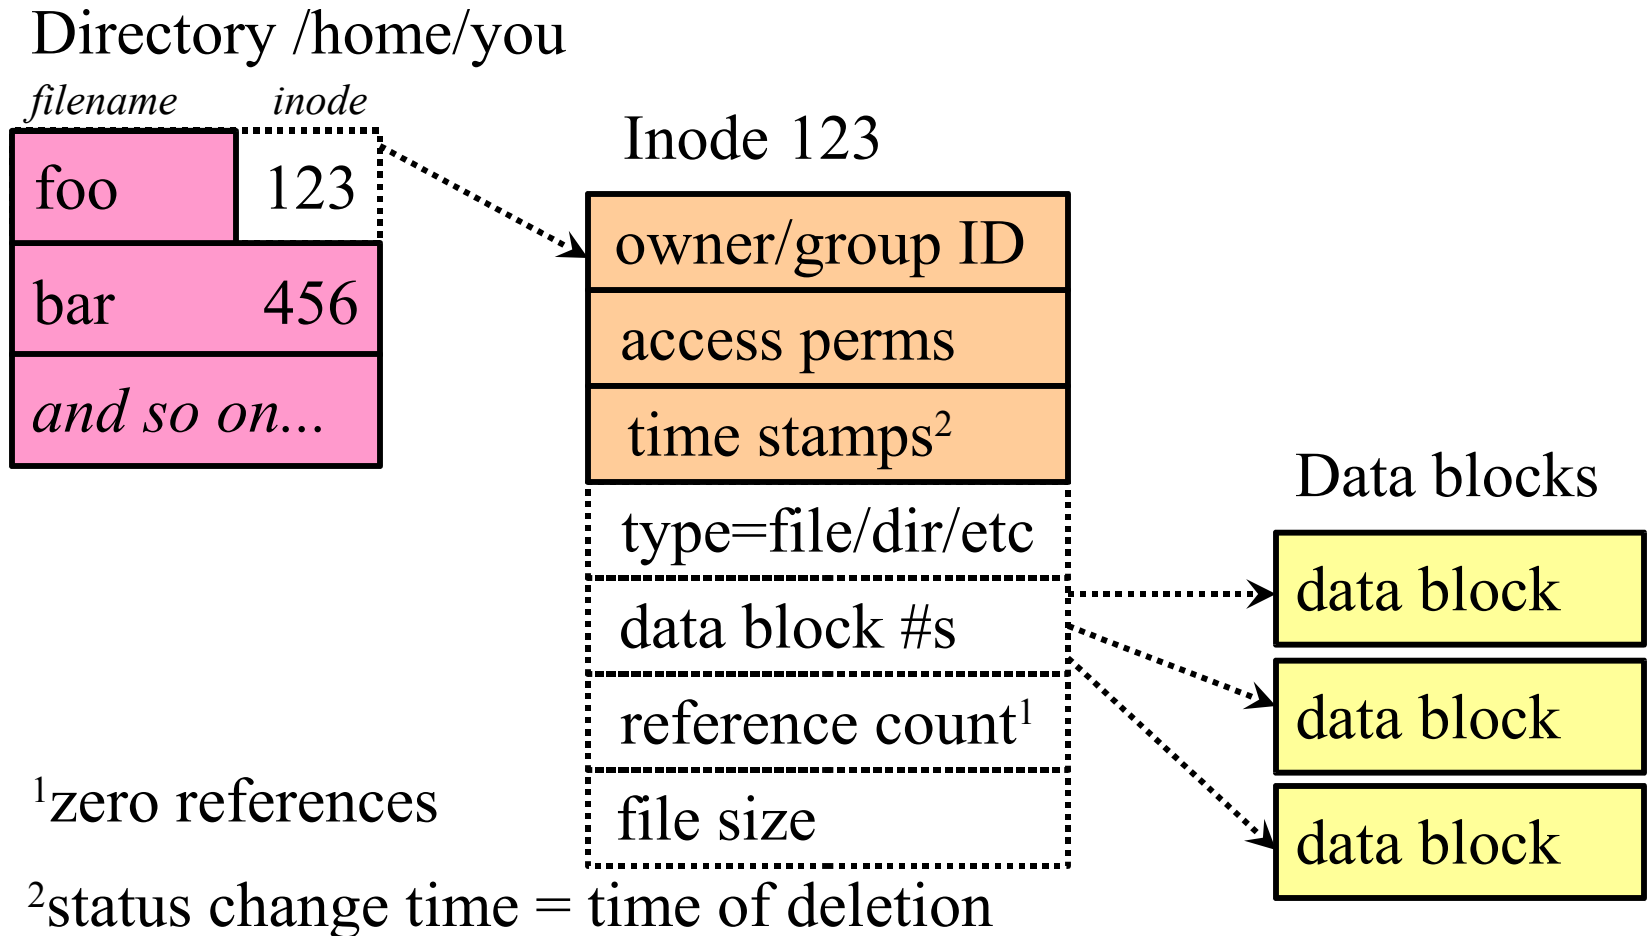 Directory /home/you
filename inode
foo 123
bar 456
and so on...
Inode 123
owner/group ID
access perms
time stamps²
type=file/dir/etc
data block #s
reference count¹
file size
Data blocks
data block
data block
data block
¹zero references
²status change time = time of deletion